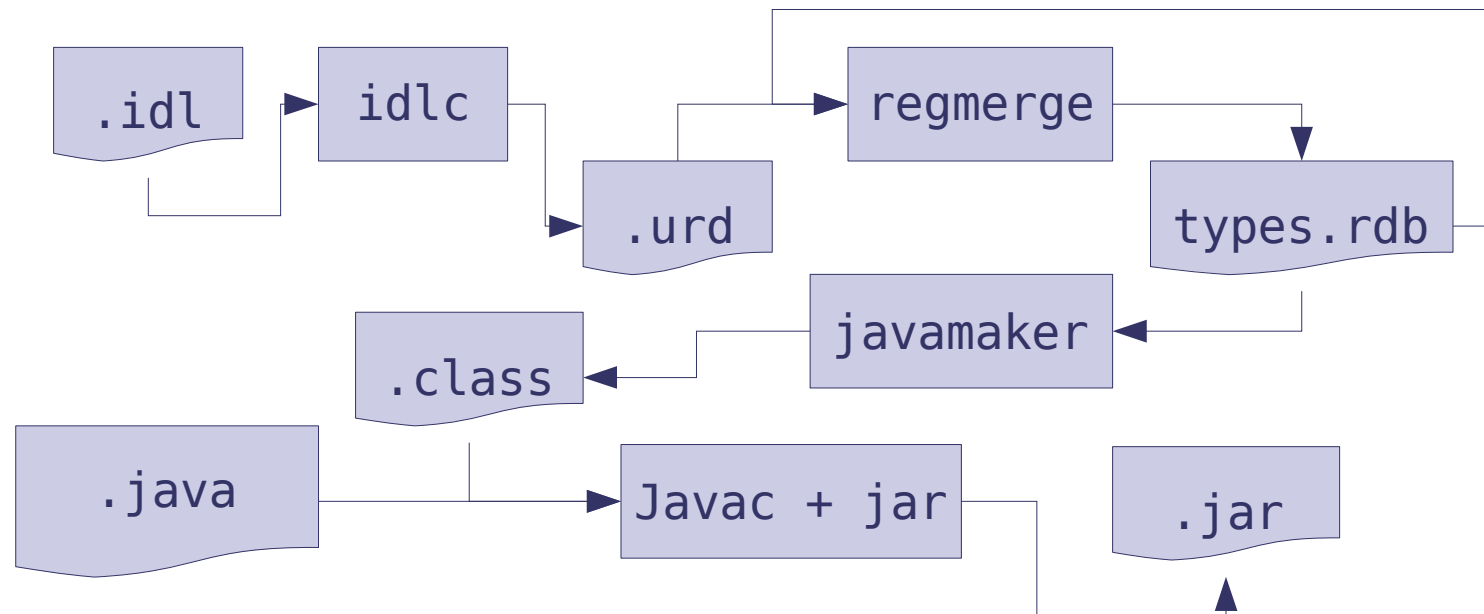 .idl
idlc
regmerge
.urd
types.rdb
javamaker
.class
.java
Javac + jar
.jar